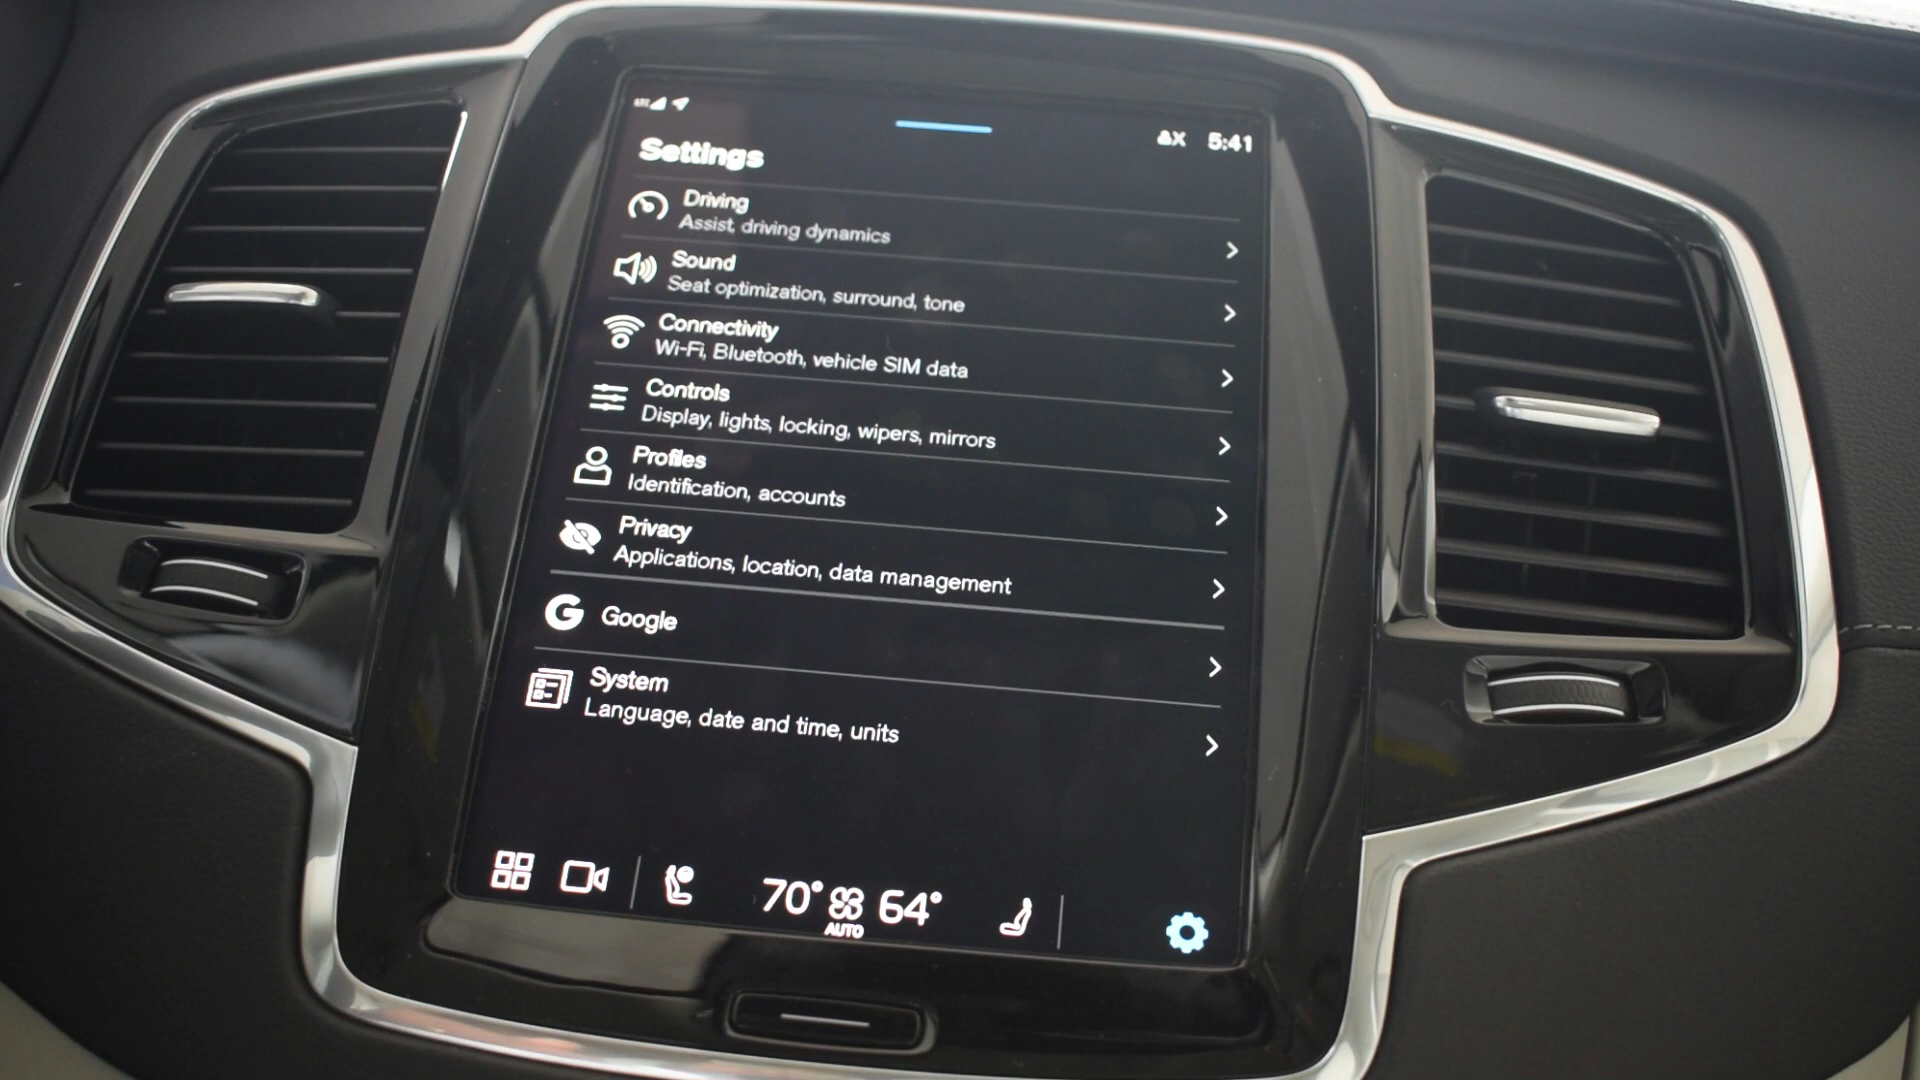 5:41
Settings
Driving
Assist, driving dynamics
Sound
Seat optimization, surround, tone
Connectivity
Wi-Fi, Bluetooth, vehicle SIM data
Controls
Display, lights, locking, wipers, mirrors
Profiles
Identification, accounts
Privacy
Applications, location, data management
G Google
System
Language, date and time, units
70° 64°
AUTO